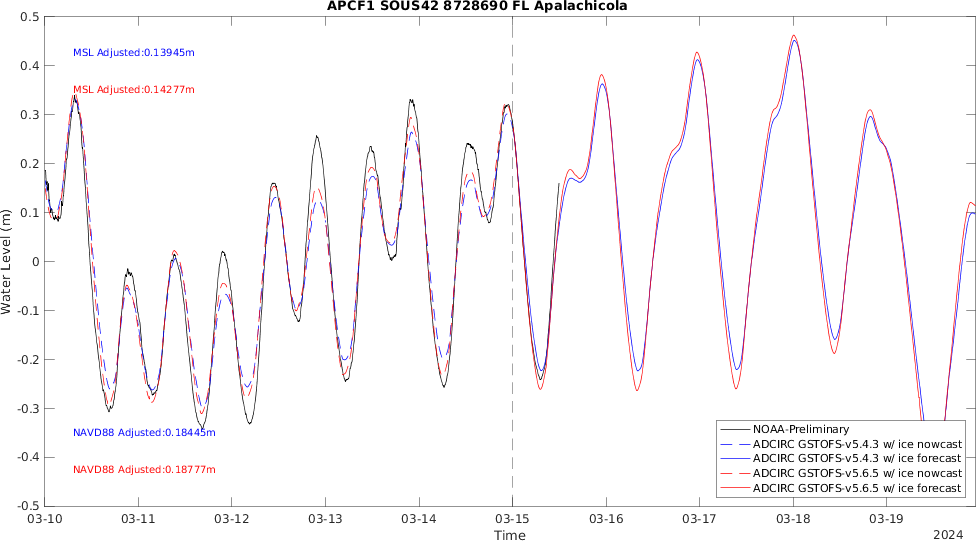 APCF1 SOUS42 8728690 FL Apalachicola
0.5
0.4
0.3
0.2
0.1
0
-0.1
-0.2
-0.3
-0.4
-0.5
Water Level (m)
MSL Adjusted:0.13945m
MSL Adjusted:0.14277m
NAVD88 Adjusted:0.18445m
NAVD88 Adjusted:0.18777m
NOAA-Preliminary
ADCIRC GSTOFS-v5.4.3 w/ ice nowcast
ADCIRC GSTOFS-v5.4.3 w/ ice forecast
ADCIRC GSTOFS-v5.6.5 w/ ice nowcast
ADCIRC GSTOFS-v5.6.5 w/ ice forecast
03-10 03-11 03-12 03-13 03-14 03-15 03-16 03-17 03-18 03-19
Time
2024